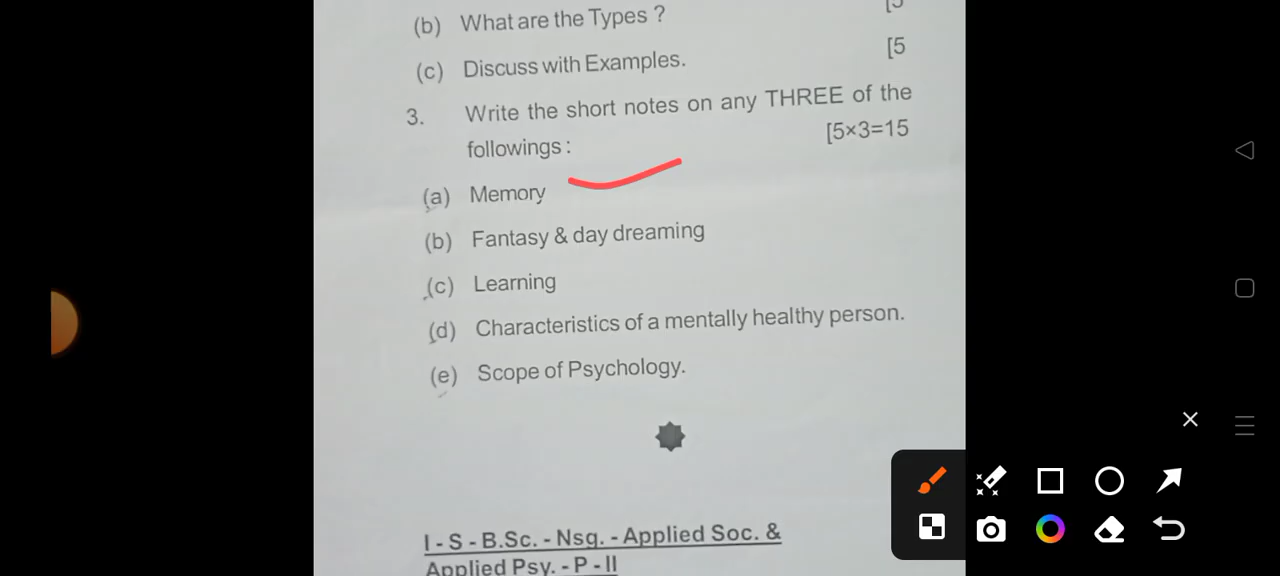 (b) What are the Types ?
(c) Discuss with Examples. [5
3. Write the short notes on any THREE of the
followings : [5×3=15
(a) Memory
(b) Fantasy & day dreaming
(c) Learning
(d) Characteristics of a mentally healthy person.
(e) Scope of Psychology.
I - S - B.Sc. - Nsg. - Applied Soc. &
Applied Psy. - P - II